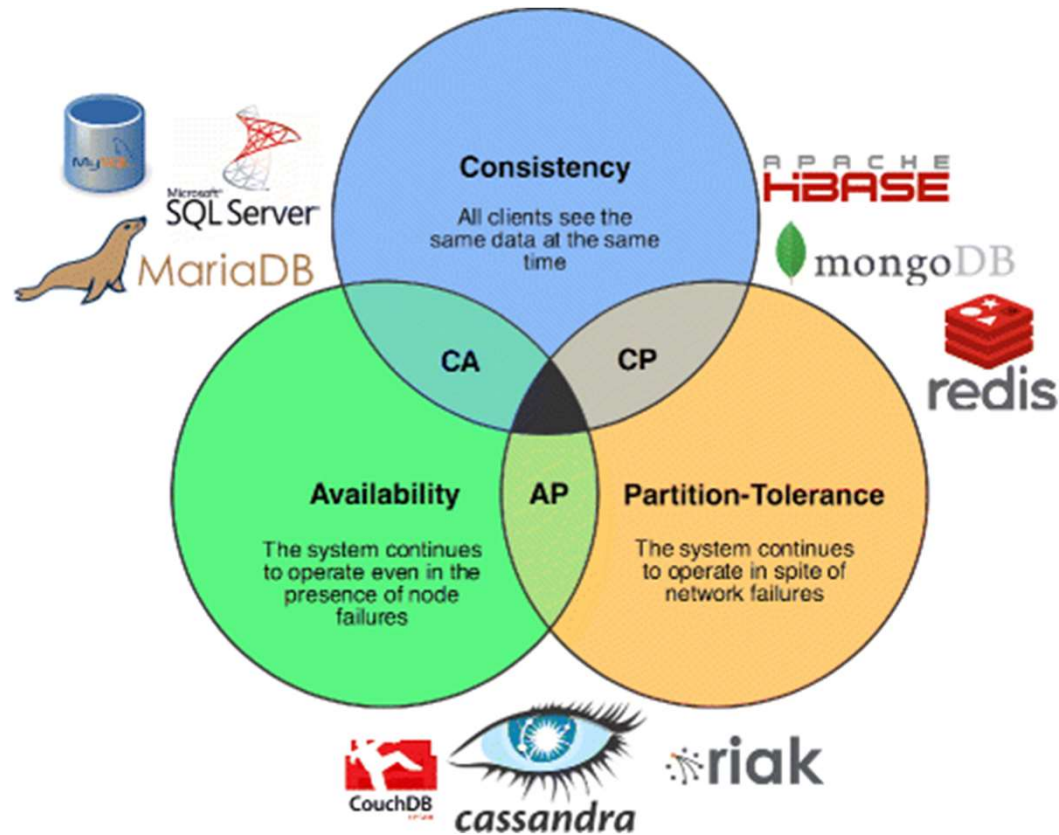 MySQL
Microsoft®
SQL Server
MariaDB
Consistency
All clients see the
same data at the same
time
APACHE
HBASE
mongoDB
redis
CA
CP
Availability
The system continues
to operate even in the
presence of node
failures
AP
Partition-Tolerance
The system continues
to operate in spite of
network failures
CouchDB
cassandra
riak